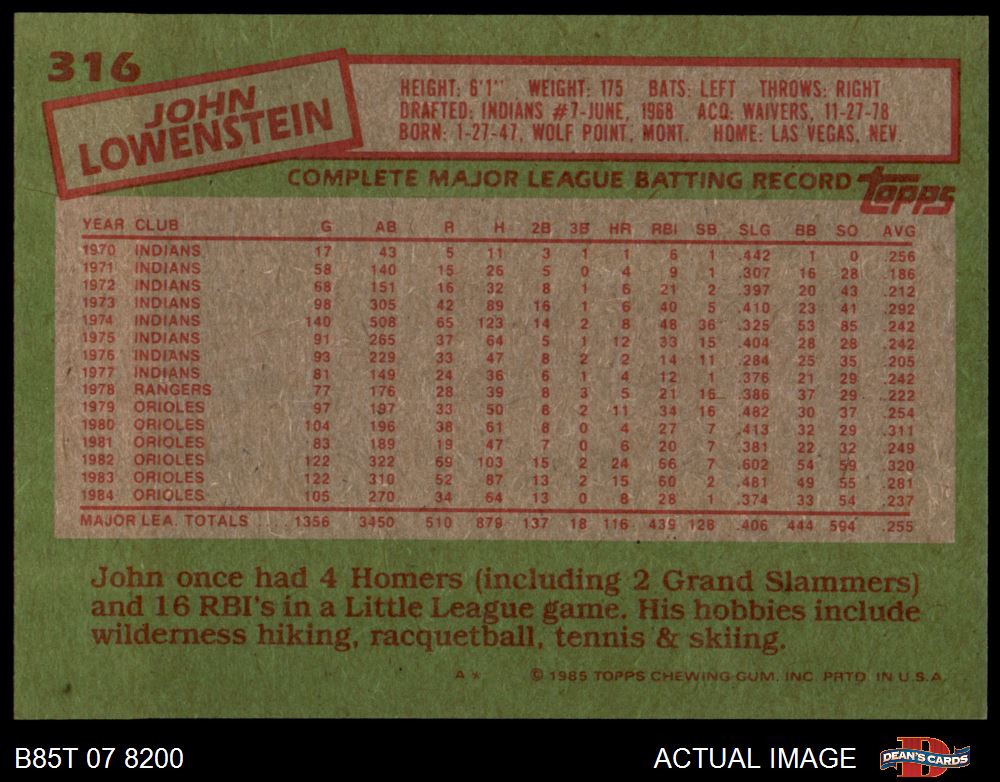 316
JOHN
LOWENSTEIN
HEIGHT: 6'1" WEIGHT: 175 BATS: LEFT THROWS: RIGHT
DRAFTED: INDIANS #7-JUNE, 1968 ACQ: WAIVERS, 11-27-78
BORN: 1-27-47, WOLF POINT, MONT. HOME: LAS VEGAS, NEV.
COMPLETE MAJOR LEAGUE BATTING RECORD topps
YEAR CLUB G AB R H 2B 3B HR RBI SB SLG BB SO AVG
1970 INDIANS 17 43 5 11 3 1 1 6 1 .442 1 0 .256
1971 INDIANS 58 140 15 26 5 0 4 9 1 .307 16 28 .186
1972 INDIANS 68 151 16 32 8 1 6 21 2 .397 20 43 .212
1973 INDIANS 98 305 42 89 16 1 6 40 5 .410 23 41 .292
1974 INDIANS 140 508 65 123 14 2 8 48 36 .325 53 85 .242
1975 INDIANS 91 265 37 64 5 1 12 33 15 .404 28 28 .242
1976 INDIANS 93 229 33 47 8 2 2 14 11 .284 25 35 .205
1977 INDIANS 81 149 24 36 6 1 4 12 1 .376 21 29 .242
1978 RANGERS 77 176 28 39 8 3 5 21 16 .386 37 29 .222
1979 ORIOLES 97 197 33 50 8 2 11 34 16 .482 30 37 .254
1980 ORIOLES 104 196 38 61 8 0 4 27 7 .413 32 29 .311
1981 ORIOLES 83 189 19 47 7 0 6 20 7 .381 22 32 .249
1982 ORIOLES 122 322 69 103 15 2 24 66 7 .602 54 59 .320
1983 ORIOLES 122 310 52 87 13 2 15 60 2 .481 49 55 .281
1984 ORIOLES 105 270 34 64 13 0 8 28 1 .374 33 54 .237
MAJOR LEA. TOTALS .... 1356 3450 510 879 137 18 116 439 128 .406 444 594 .255
John once had 4 Homers (including 2 Grand Slammers)
and 16 RBI's in a Little League game. His hobbies include
wilderness hiking, racquetball, tennis & skiing.
A * © 1985 TOPPS CHEWING GUM, INC. PRTD. IN U.S.A.
B85T 07 8200 ACTUAL IMAGE DEAN'S CARDS